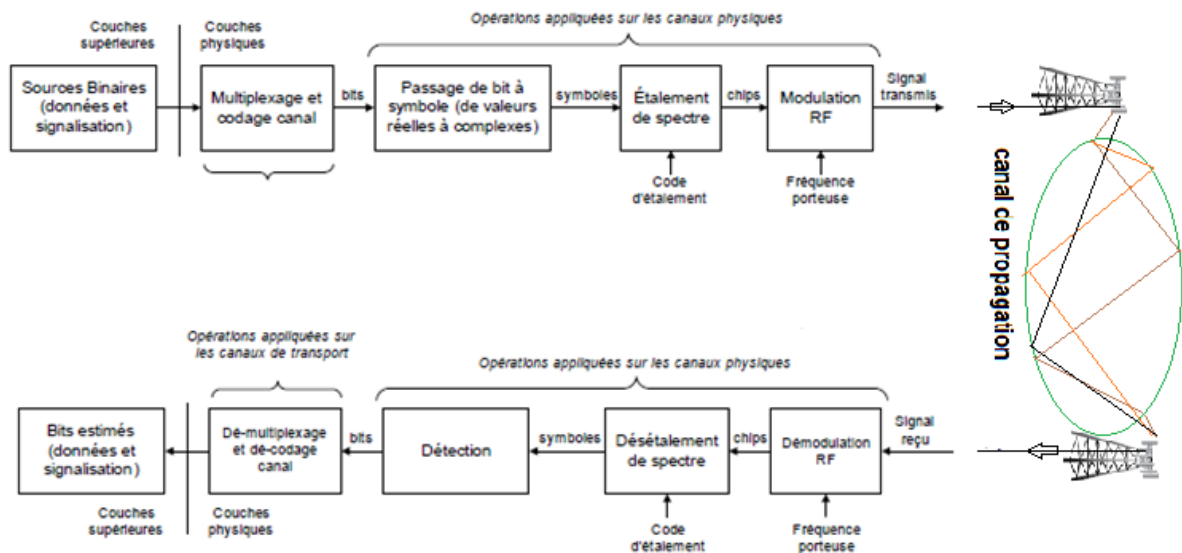 Opérations appliquées sur les canaux physiques
Couches
supérieures
Couches
physiques
Sources Binaires
(données et
signalisation)
Multiplexage et
codage canal
bits
Passage de bit à
symbole (de valeurs
réelles à complexes)
symboles
Étalement
de spectre
chips
Modulation
RF
Signal
transmis
Code
d'étalement
Fréquence
porteuse
canal de propagation
Opérations appliquées sur
les canaux de transport
Opérations appliquées sur les canaux physiques
Bits estimés
(données et
signalisation)
Dé-multiplexage
et dé-codage
canal
bits
Détection
symboles
Désétalement
de spectre
chips
Démodulation
RF
Signal
reçu
Couches
supérieures
Couches
physiques
Code
d'étalement
Fréquence
porteuse